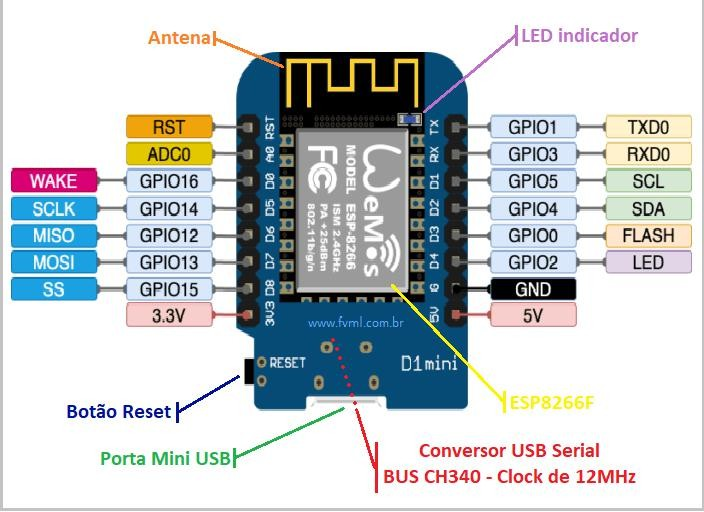 Antena
LED indicador
RST
ADC0
WAKE GPIO16
SCLK GPIO14
MISO GPIO12
MOSI GPIO13
SS GPIO15
3.3V
RST
A0
D0
D5
D6
D7
D8
3V3
WeMos
MODEL ESP-8266
ISM 2.4GHz
PA +25dBm
802.11b/g/n
FC
TX
RX
D1
D2
D3
D4
G
5V
GPIO1 TXD0
GPIO3 RXD0
GPIO5 SCL
GPIO4 SDA
GPIO0 FLASH
GPIO2 LED
GND
5V
www.fvml.com.br
RESET
D1mini
Botão Reset
ESP8266F
Porta Mini USB
Conversor USB Serial
BUS CH340 - Clock de 12MHz